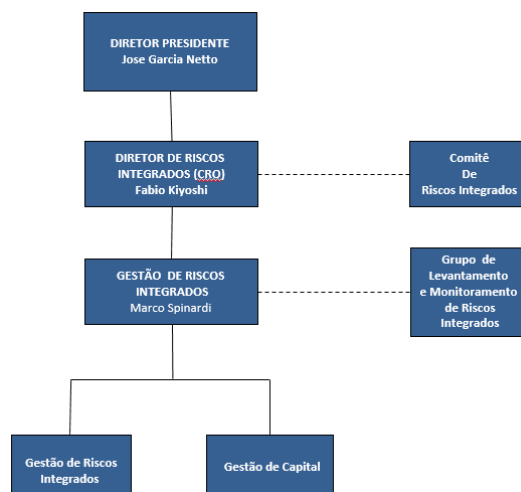 DIRETOR PRESIDENTE
Jose Garcia Netto
DIRETOR DE RISCOS
INTEGRADOS (CRO)
Fabio Kiyoshi
Comitê
De
Riscos Integrados
GESTÃO DE RISCOS
INTEGRADOS
Marco Spinardi
Grupo de
Levantamento
e Monitoramento
de Riscos
Integrados
Gestão de Riscos
Integrados
Gestão de Capital